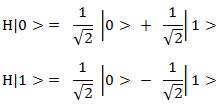 H|0 > = 1/√2 |0 > + 1/√2 |1 >
H|1 > = 1/√2 |0 > − 1/√2 |1 >